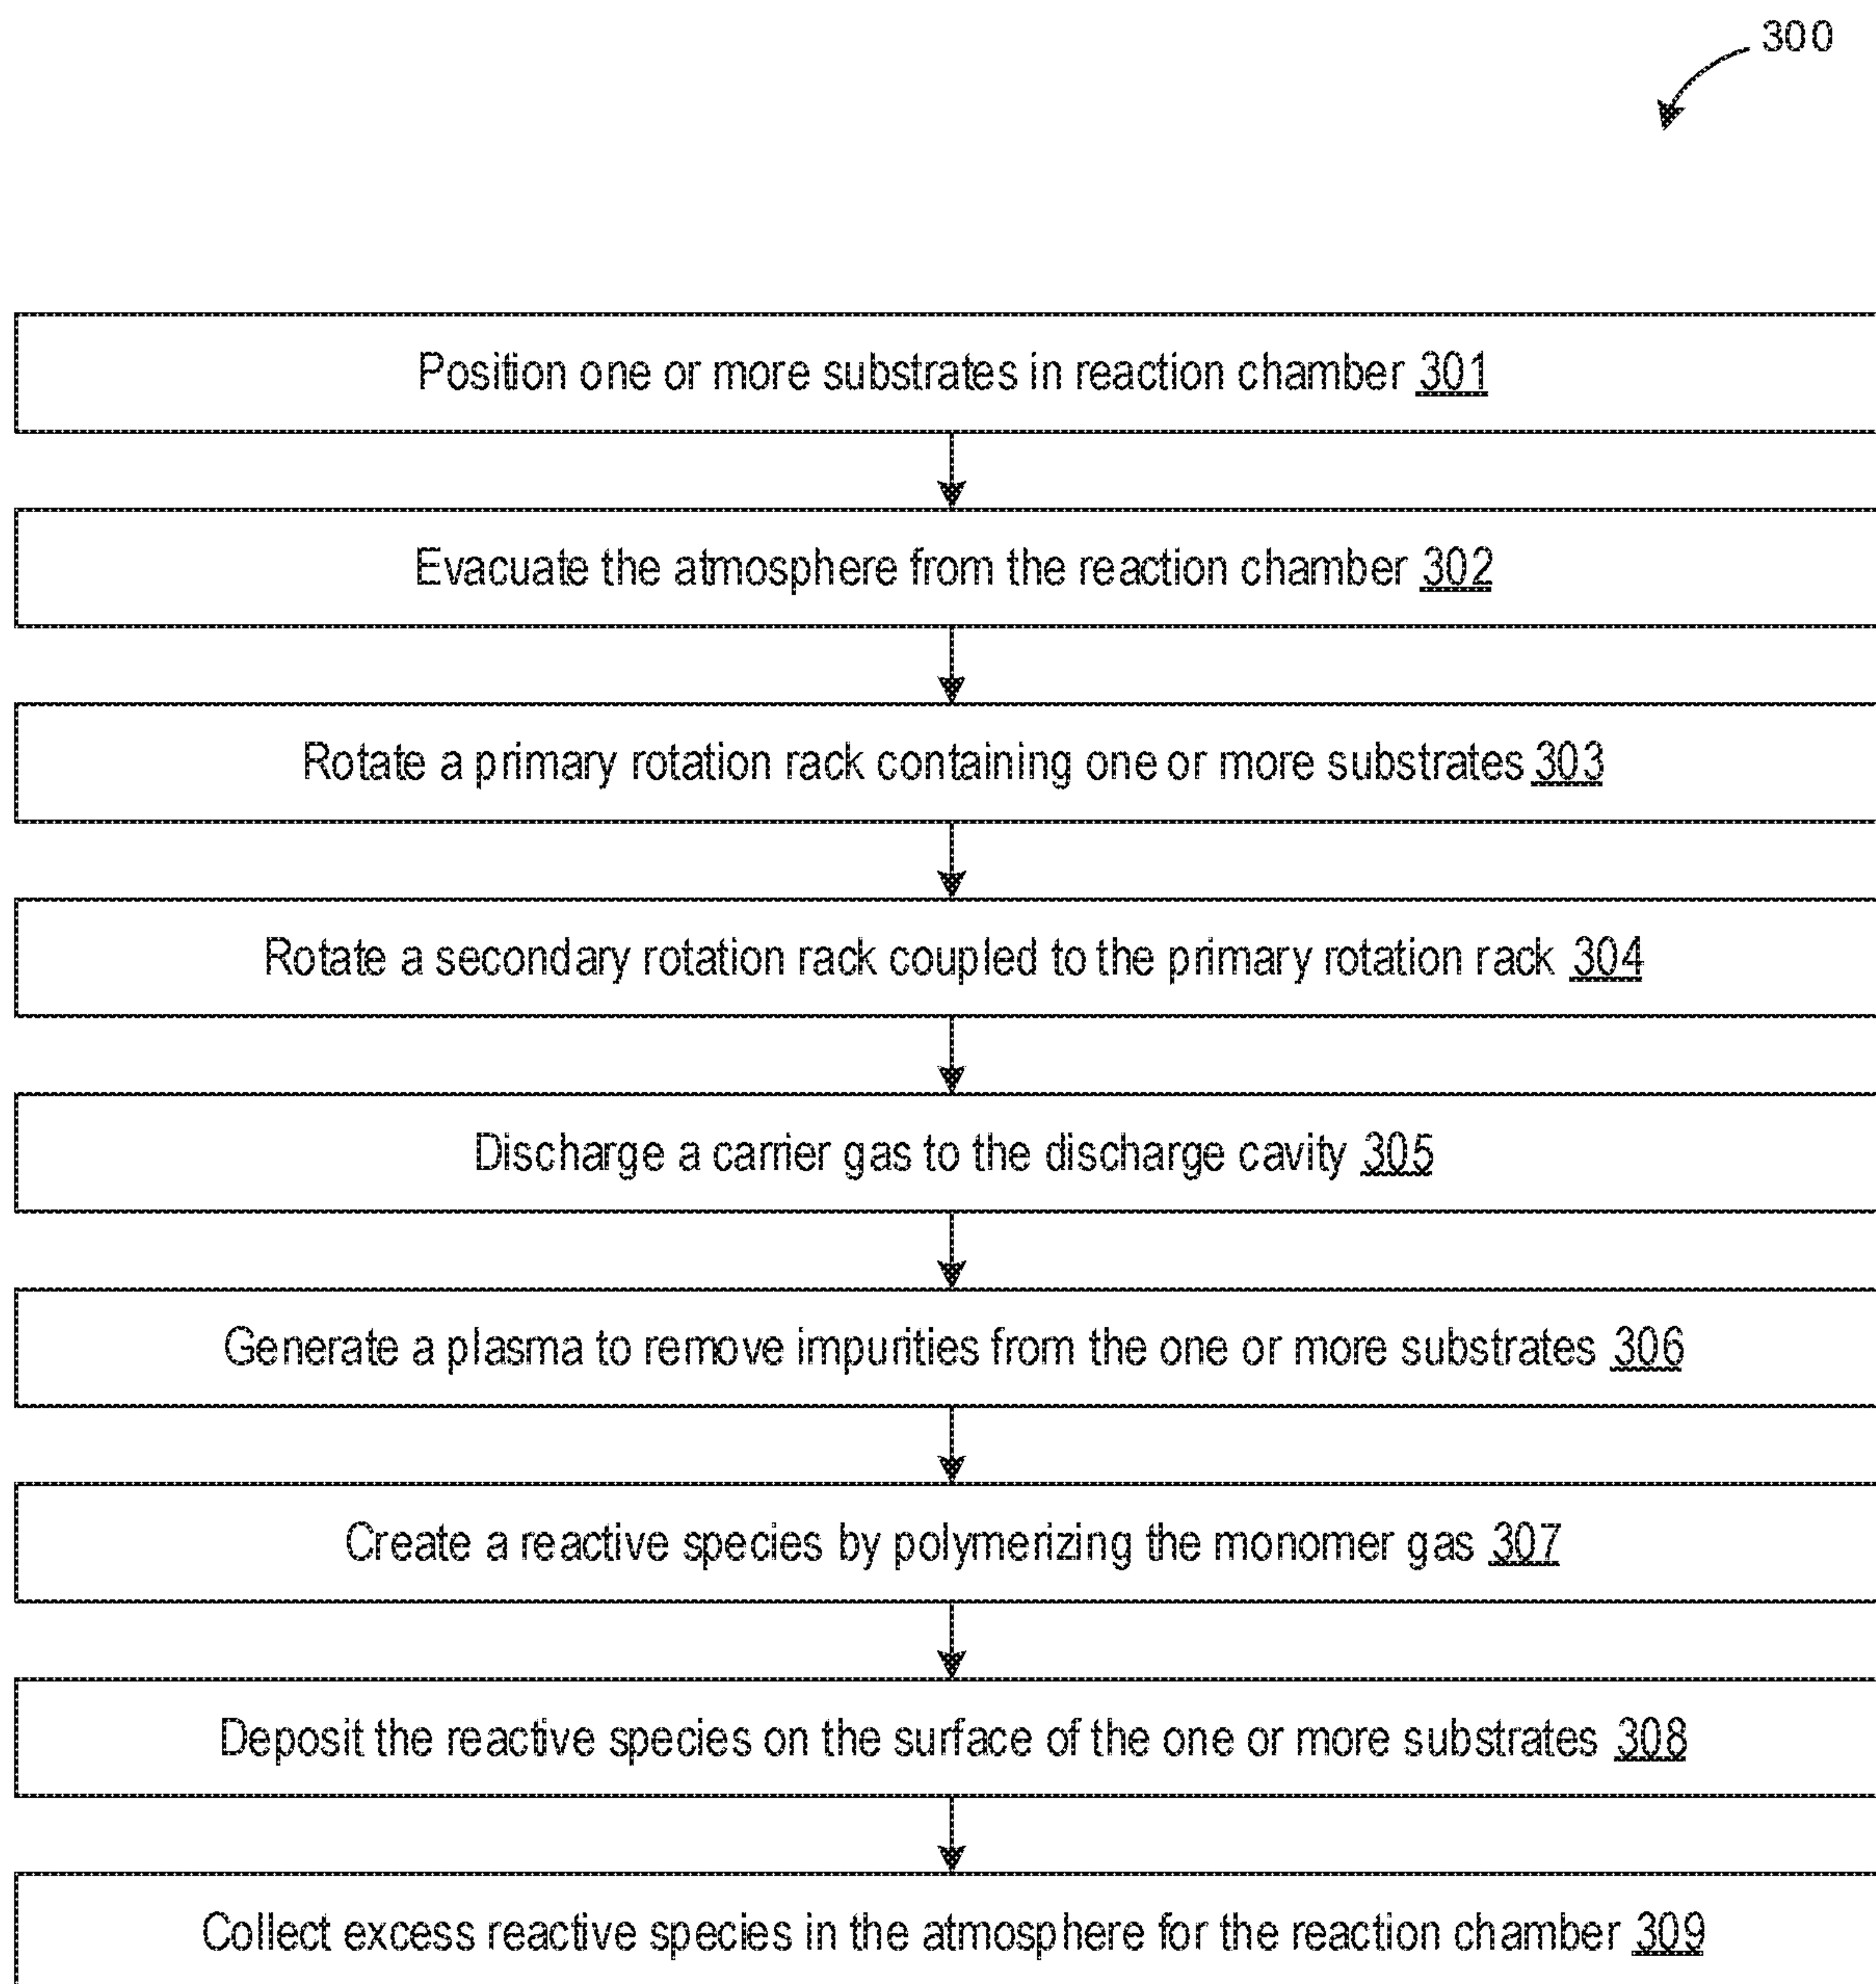 300
Position one or more substrates in reaction chamber 301
Evacuate the atmosphere from the reaction chamber 302
Rotate a primary rotation rack containing one or more substrates 303
Rotate a secondary rotation rack coupled to the primary rotation rack 304
Discharge a carrier gas to the discharge cavity 305
Generate a plasma to remove impurities from the one or more substrates 306
Create a reactive species by polymerizing the monomer gas 307
Deposit the reactive species on the surface of the one or more substrates 308
Collect excess reactive species in the atmosphere for the reaction chamber 309